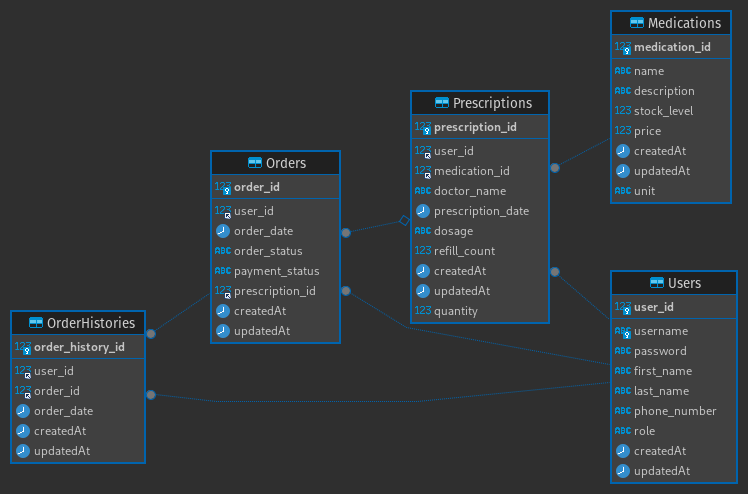 Medications
123 medication_id
ABC name
ABC description
123 stock_level
123 price
createdAt
updatedAt
ABC unit
Prescriptions
123 prescription_id
123 user_id
123 medication_id
ABC doctor_name
prescription_date
ABC dosage
123 refill_count
createdAt
updatedAt
123 quantity
Orders
123 order_id
123 user_id
order_date
ABC order_status
ABC payment_status
123 prescription_id
createdAt
updatedAt
Users
123 user_id
ABC username
ABC password
ABC first_name
ABC last_name
ABC phone_number
ABC role
createdAt
updatedAt
OrderHistories
123 order_history_id
123 user_id
123 order_id
order_date
createdAt
updatedAt